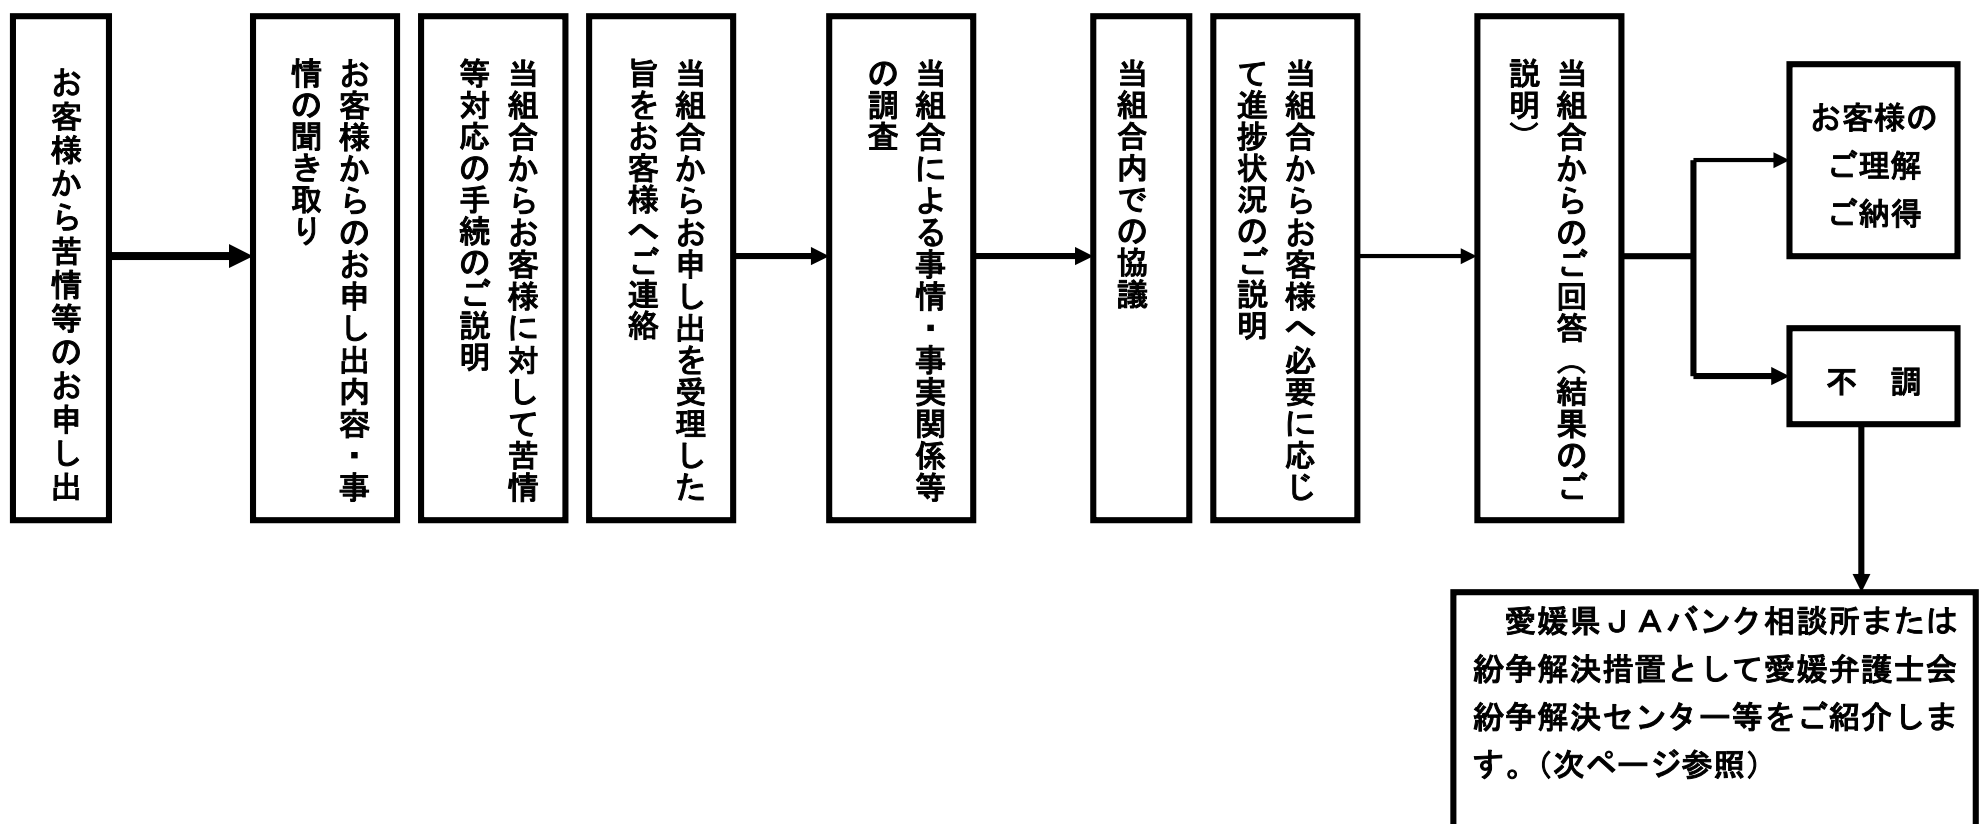 お客様から苦情等のお申し出
お客様からのお申し出内容・事
情の聞き取り
当組合からお客様に対して苦情
等対応の手続のご説明
当組合からお申し出を受理した
旨をお客様へご連絡
当組合による事情・事実関係等
の調査
当組合内での協議
当組合からお客様へ必要に応じ
て進捗状況のご説明
当組合からのご回答（結果のご
説明）
お客様の
ご理解
ご納得
不　調
愛媛県ＪＡバンク相談所または
紛争解決措置として愛媛弁護士会
紛争解決センター等をご紹介しま
す。（次ページ参照）